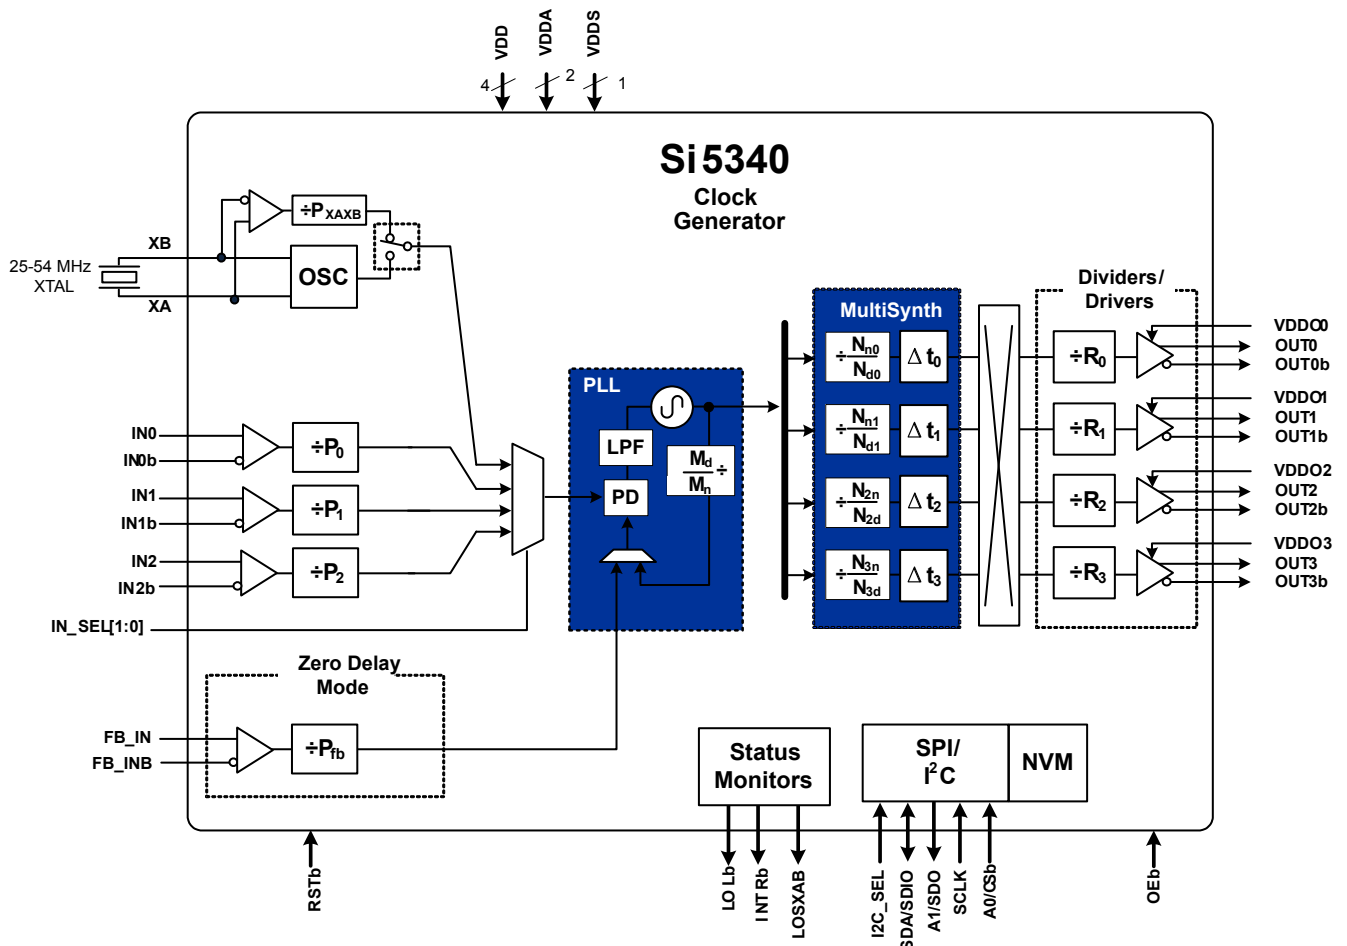 VDD
VDDA
VDDS
4
2
1
Si5340
Clock
Generator
÷PXAXB
XB
25-54 MHz
XTAL
OSC
XA
Dividers/
Drivers
MultiSynth
VDDO0
÷Nn0/Nd0
Δt0
÷R0
OUT0
OUT0b
PLL
VDDO1
÷Nn1/Nd1
Δt1
÷R1
OUT1
OUT1b
IN0
÷P0
IN0b
LPF
Md/Mn÷
VDDO2
÷N2n/N2d
Δt2
÷R2
OUT2
OUT2b
IN1
÷P1
IN1b
PD
VDDO3
÷N3n/N3d
Δt3
÷R3
OUT3
OUT3b
IN2
÷P2
IN2b
IN_SEL[1:0]
Zero Delay
Mode
FB_IN
÷Pfb
FB_INB
Status
Monitors
SPI/
I2C
NVM
RSTb
LOLb
INTRb
LOSXAB
I2C_SEL
SDA/SDIO
A1/SDO
SCLK
A0/CSb
OEb